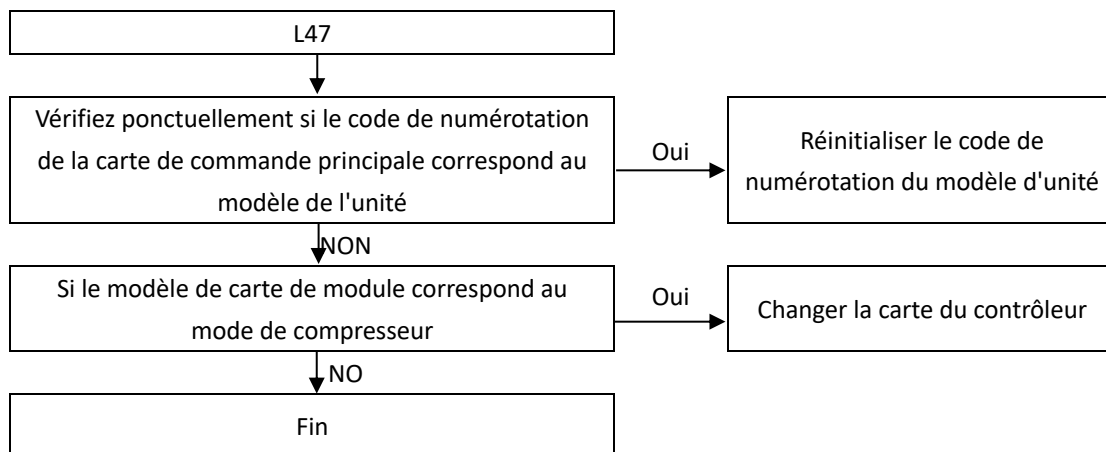 L47
Vérifiez ponctuellement si le code de numérotation
de la carte de commande principale correspond au
modèle de l'unité
Oui
Réinitialiser le code de
numérotation du modèle d'unité
NON
Si le modèle de carte de module correspond au
mode de compresseur
Oui
Changer la carte du contrôleur
NO
Fin